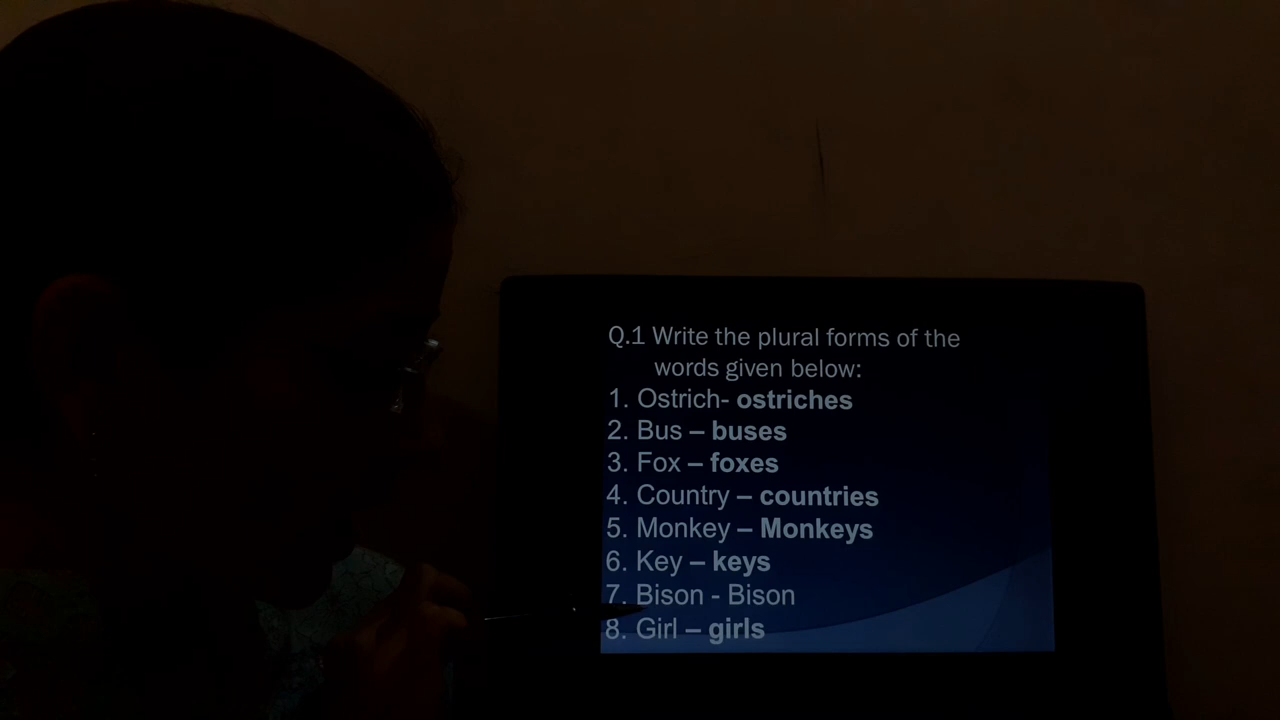 Q.1 Write the plural forms of the
words given below:
1. Ostrich- ostriches
2. Bus – buses
3. Fox – foxes
4. Country – countries
5. Monkey – Monkeys
6. Key – keys
7. Bison - Bison
8. Girl – girls